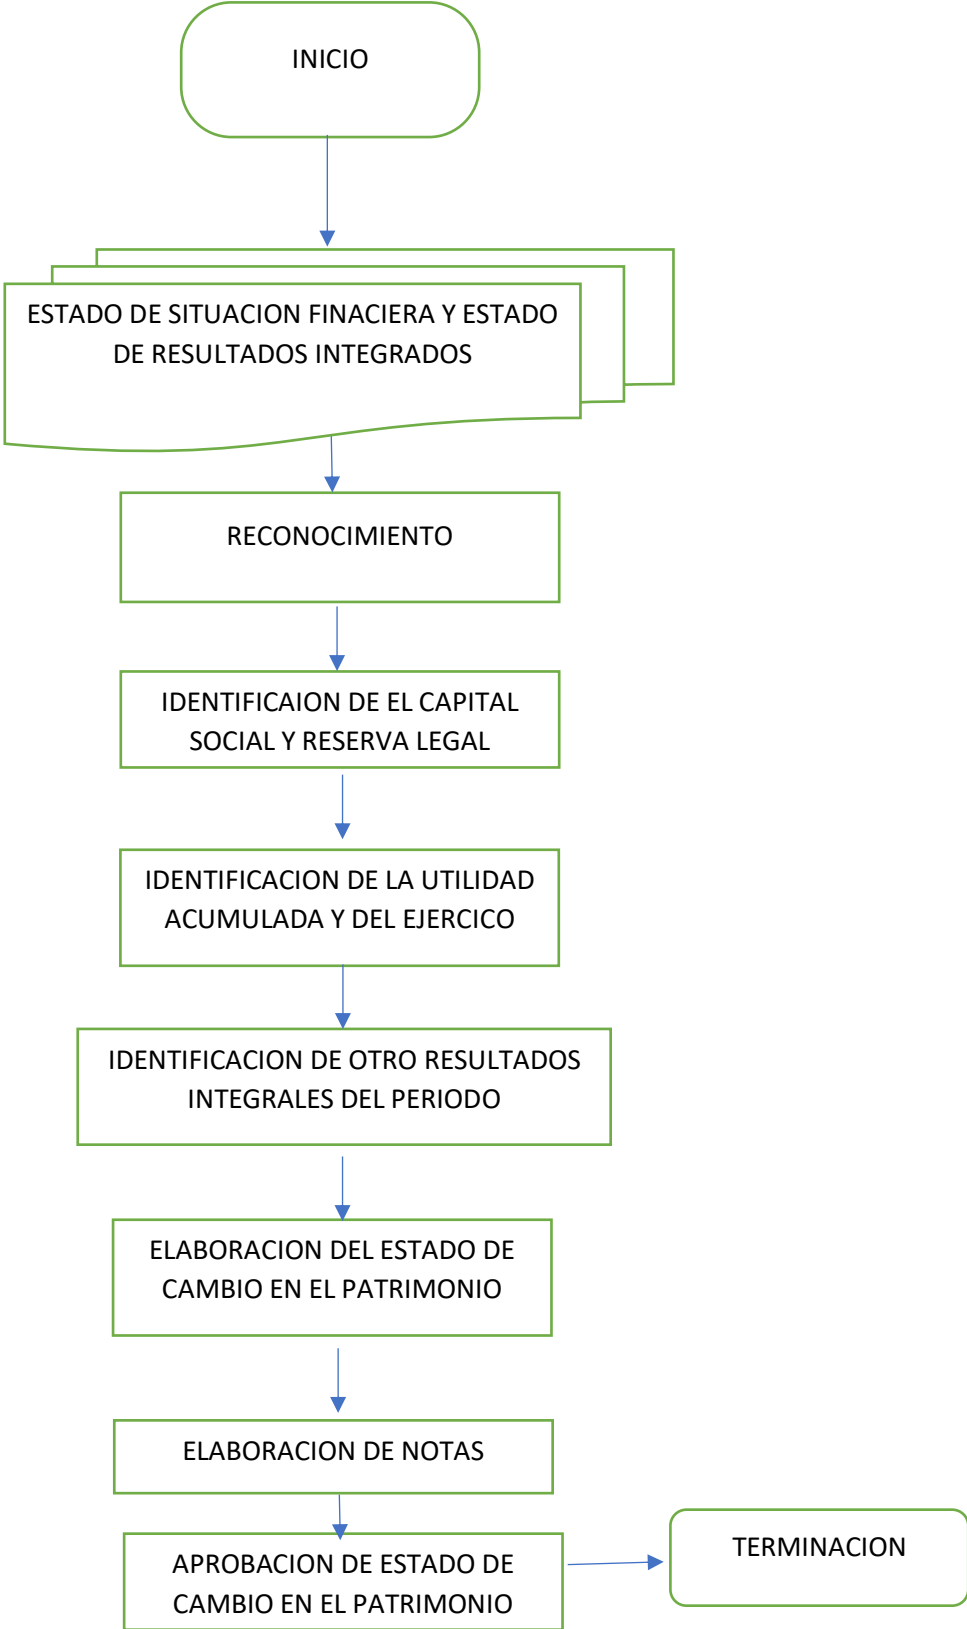 INICIO
ESTADO DE SITUACION FINACIERA Y ESTADO
DE RESULTADOS INTEGRADOS
RECONOCIMIENTO
IDENTIFICAION DE EL CAPITAL
SOCIAL Y RESERVA LEGAL
IDENTIFICACION DE LA UTILIDAD
ACUMULADA Y DEL EJERCICO
IDENTIFICACION DE OTRO RESULTADOS
INTEGRALES DEL PERIODO
ELABORACION DEL ESTADO DE
CAMBIO EN EL PATRIMONIO
ELABORACION DE NOTAS
APROBACION DE ESTADO DE
CAMBIO EN EL PATRIMONIO
TERMINACION